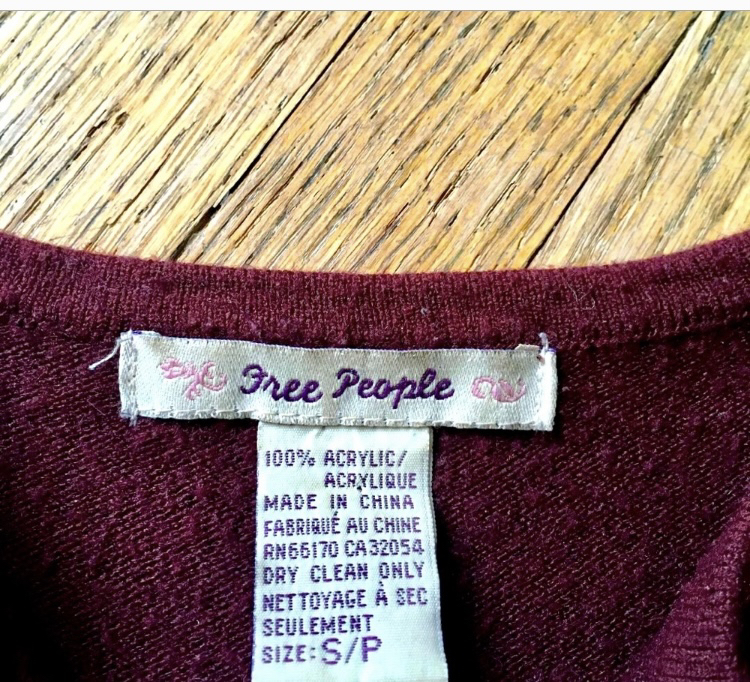 Free People
100% ACRYLIC/
ACRYLIQUE
MADE IN CHINA
FABRIQUÉ AU CHINE
RN66170 CA32054
DRY CLEAN ONLY
NETTOYAGE À SEC
SEULEMENT
SIZE: S/P